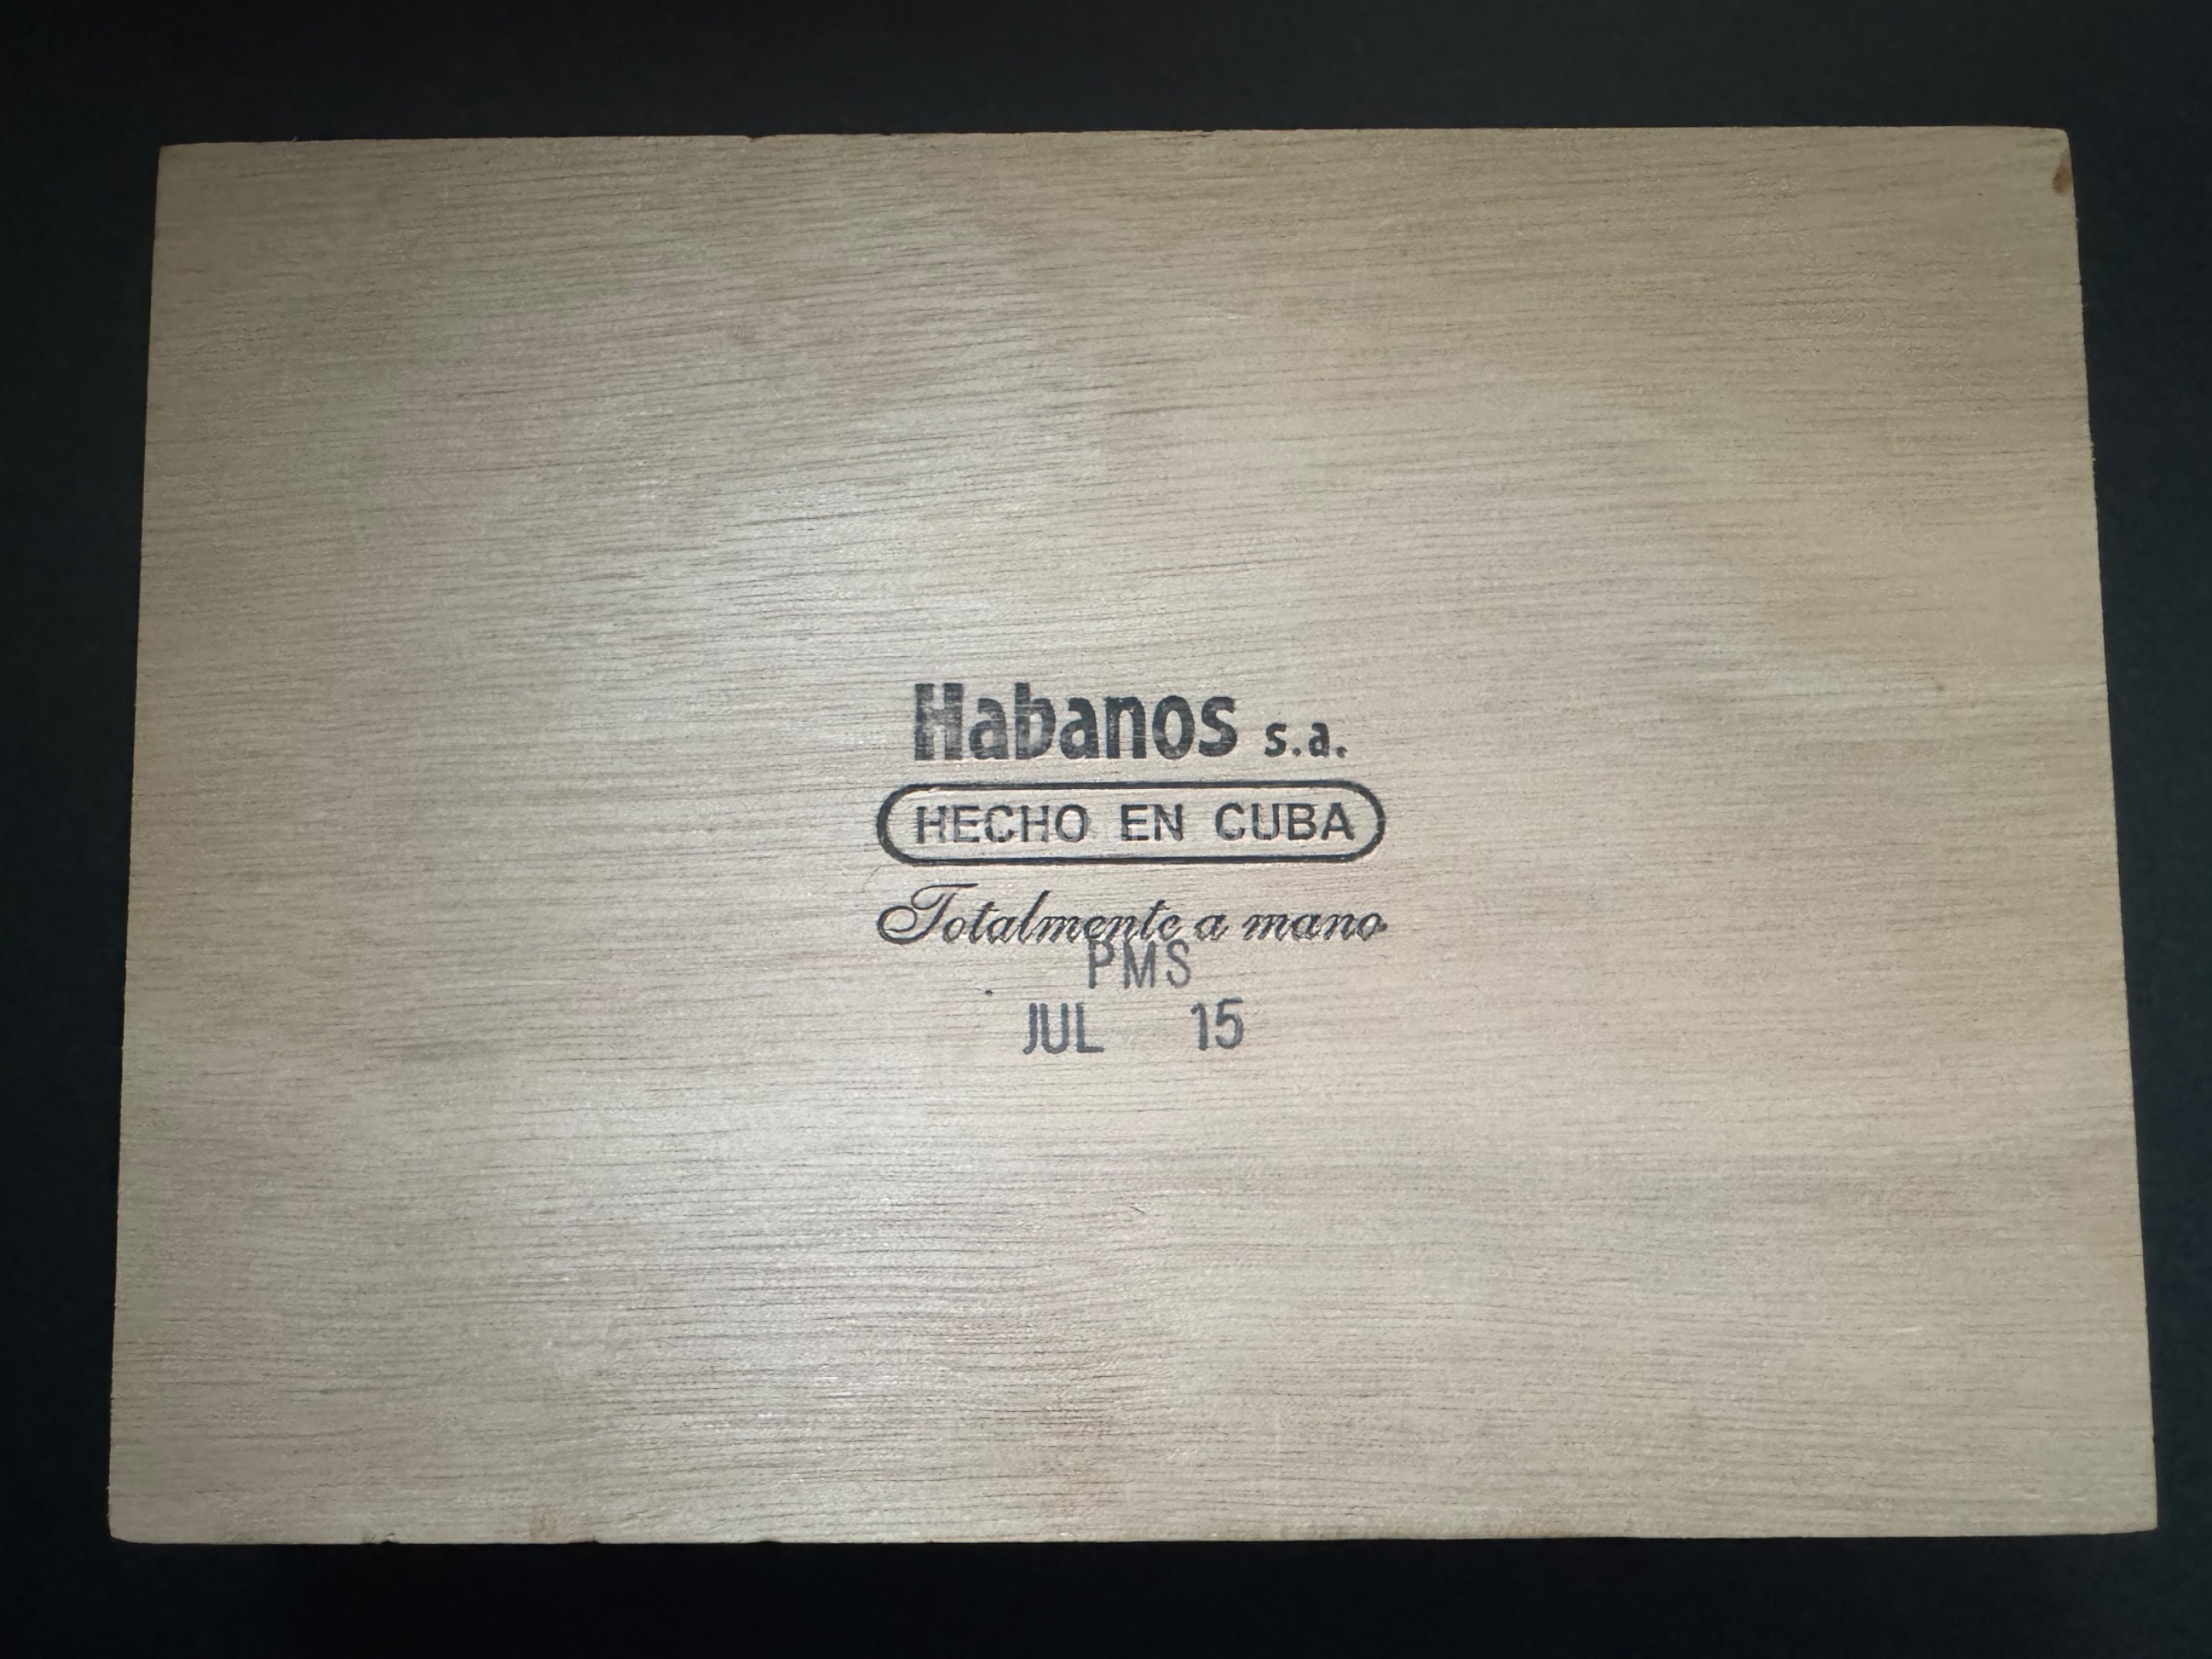 Habanos s.a.
HECHO EN CUBA
Totalmente a mano
PMS
JUL 15